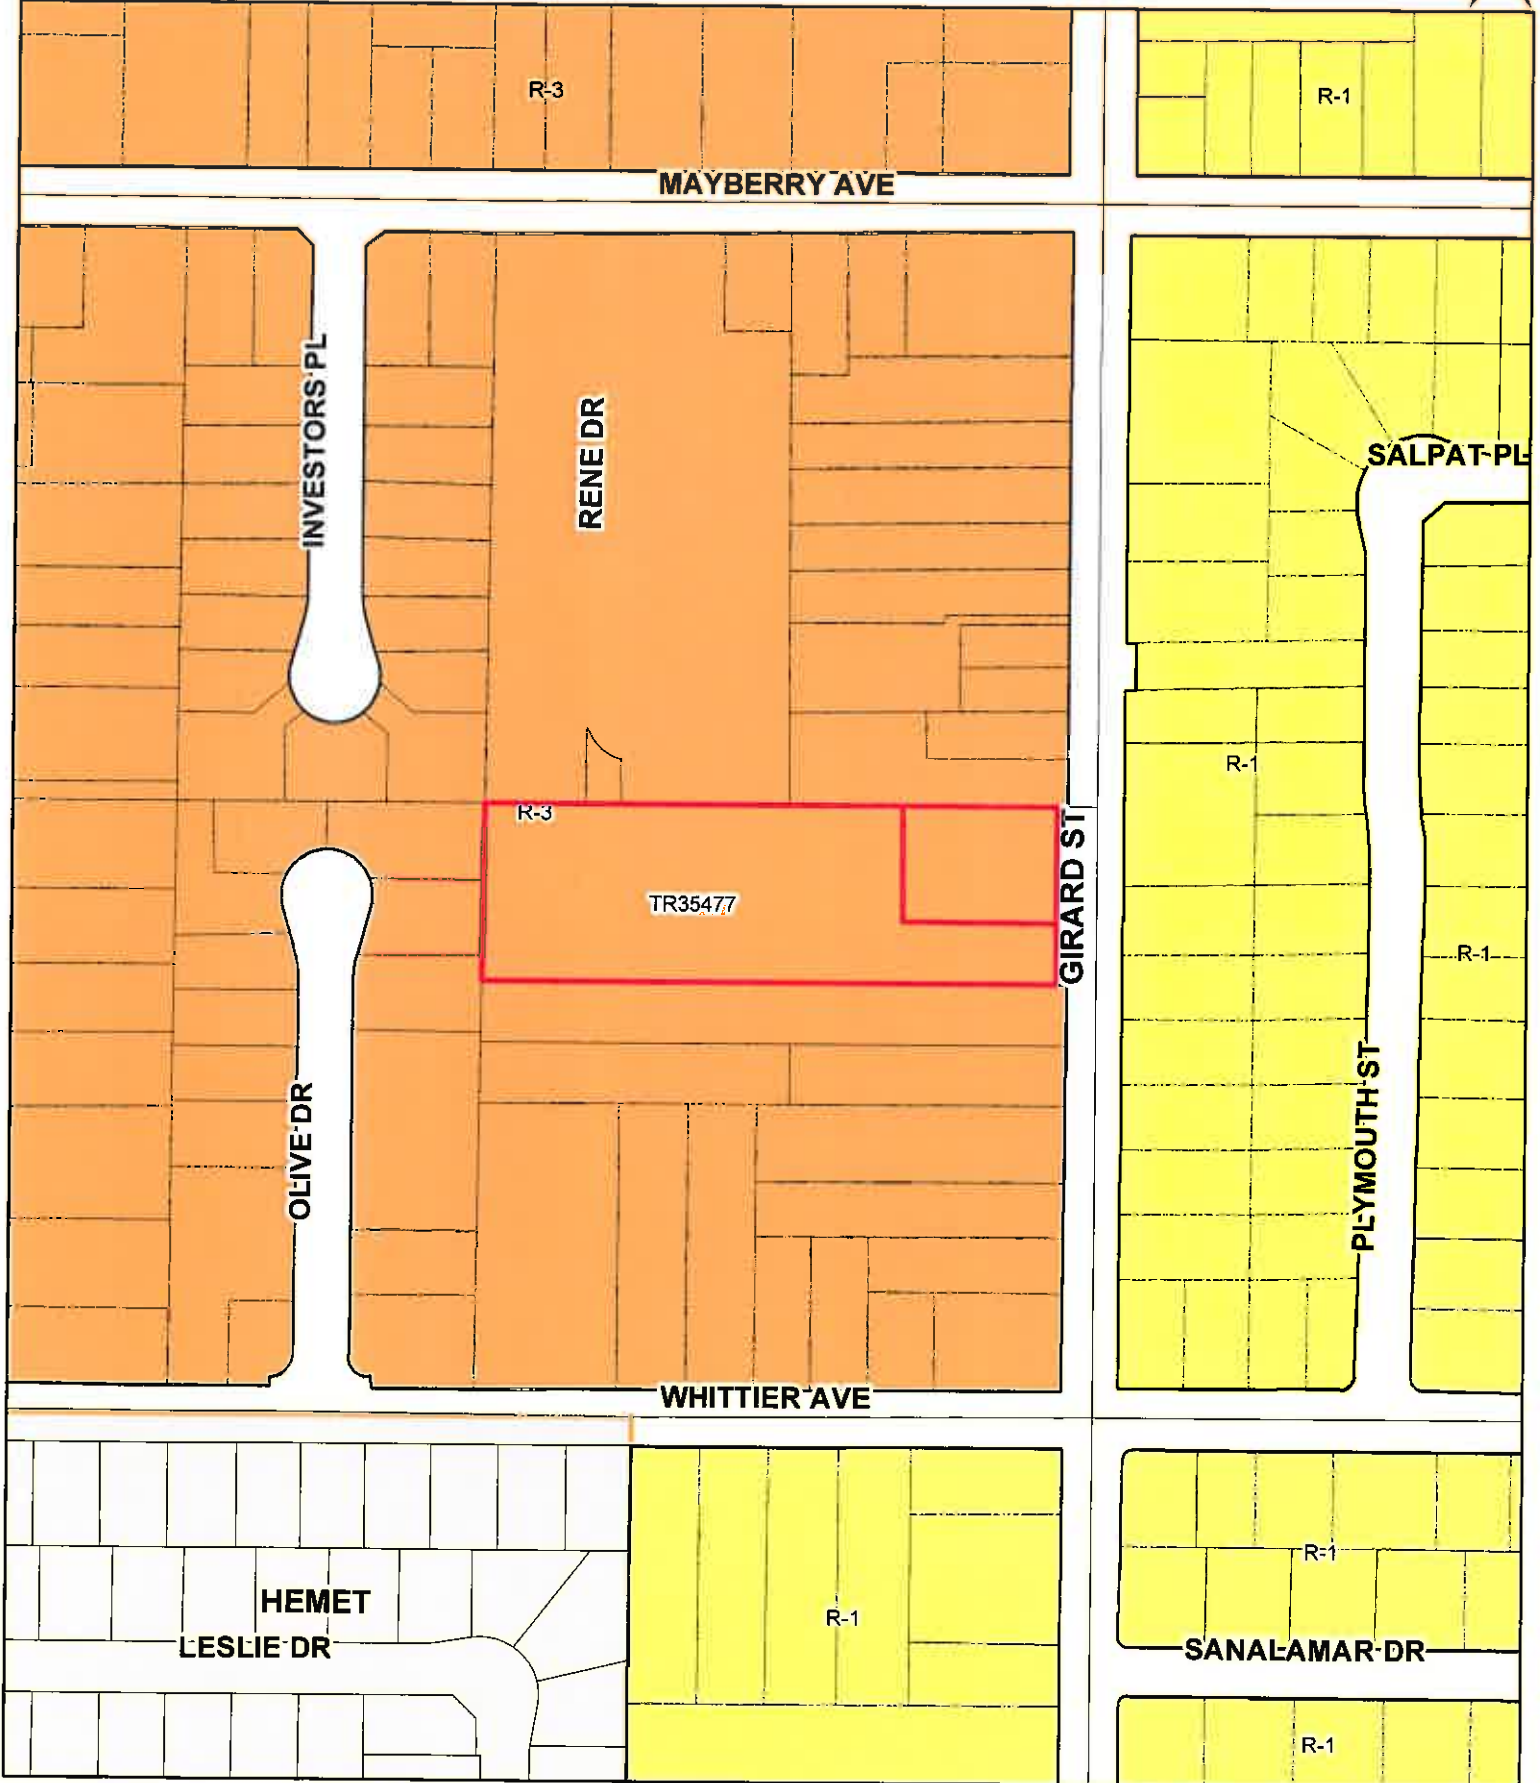 R-3
R-1
MAYBERRY AVE
INVESTORS PL
RENE DR
SALPAT PL
R-1
R-3
TR35477
GIRARD ST
R-1
OLIVE DR
PLYMOUTH ST
WHITTIER AVE
R-1
HEMET
R-1
LESLIE DR
SANALAMAR DR
R-1